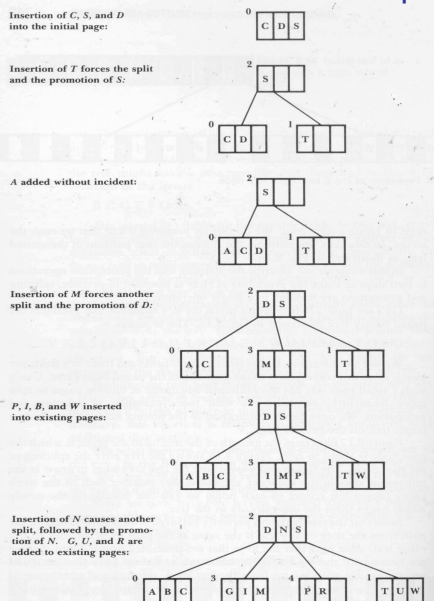 Insertion of C, S, and D
into the initial page:
0
C D S
Insertion of T forces the split
and the promotion of S:
2
S
0
C D
1
T
A added without incident:
2
S
0
A C D
1
T
Insertion of M forces another
split and the promotion of D:
2
D S
0
A C
3
M
1
T
P, I, B, and W inserted
into existing pages:
2
D S
0
A B C
3
I M P
1
T W
Insertion of N causes another
split, followed by the promo-
tion of N. G, U, and R are
added to existing pages:
2
D N S
0
A B C
3
G I M
4
P R
1
T U W